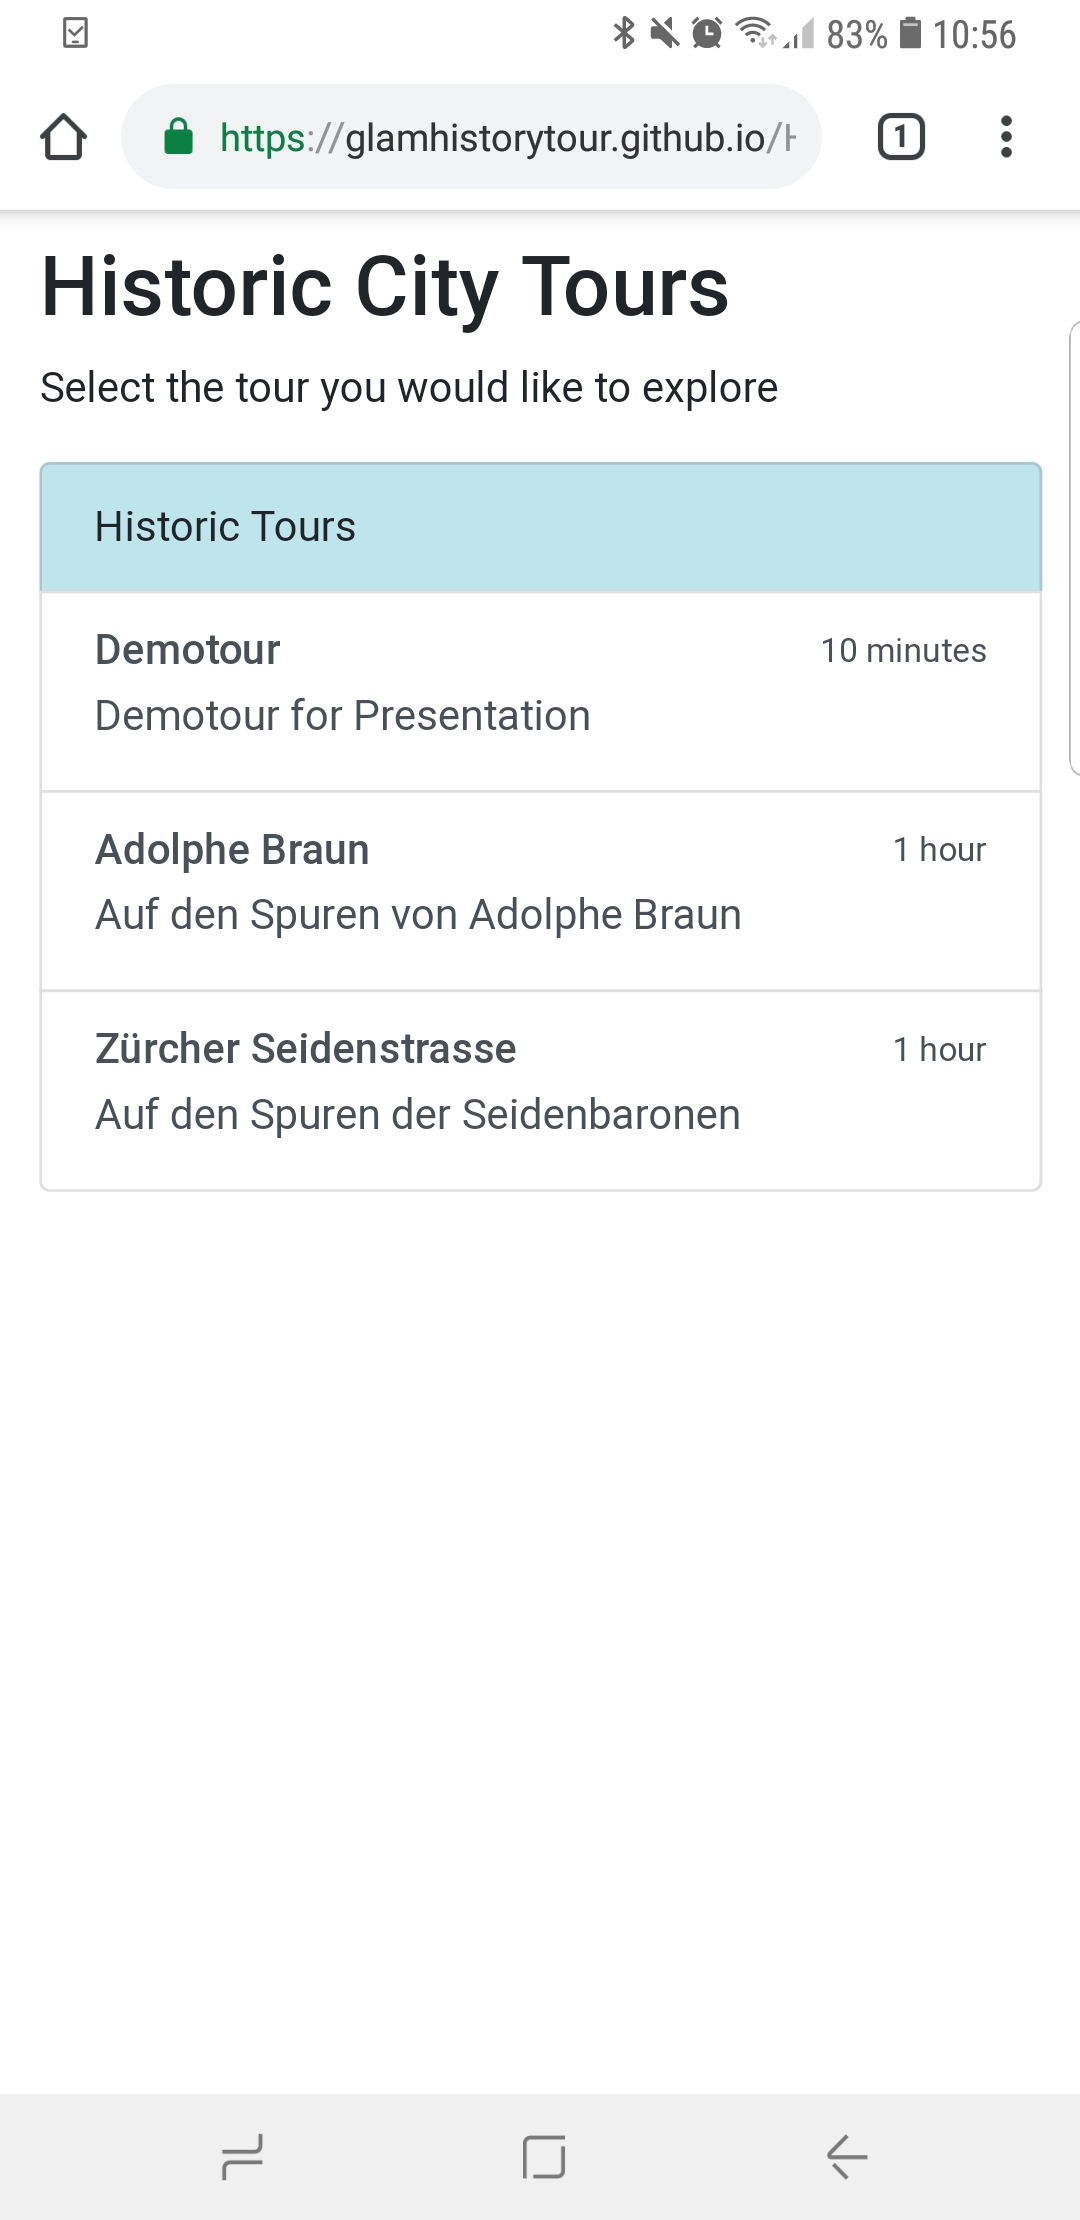 83% 10:56
https://glamhistorytour.github.io/H
1
Historic City Tours
Select the tour you would like to explore
Historic Tours
Demotour 10 minutes
Demotour for Presentation
Adolphe Braun 1 hour
Auf den Spuren von Adolphe Braun
Zürcher Seidenstrasse 1 hour
Auf den Spuren der Seidenbaronen